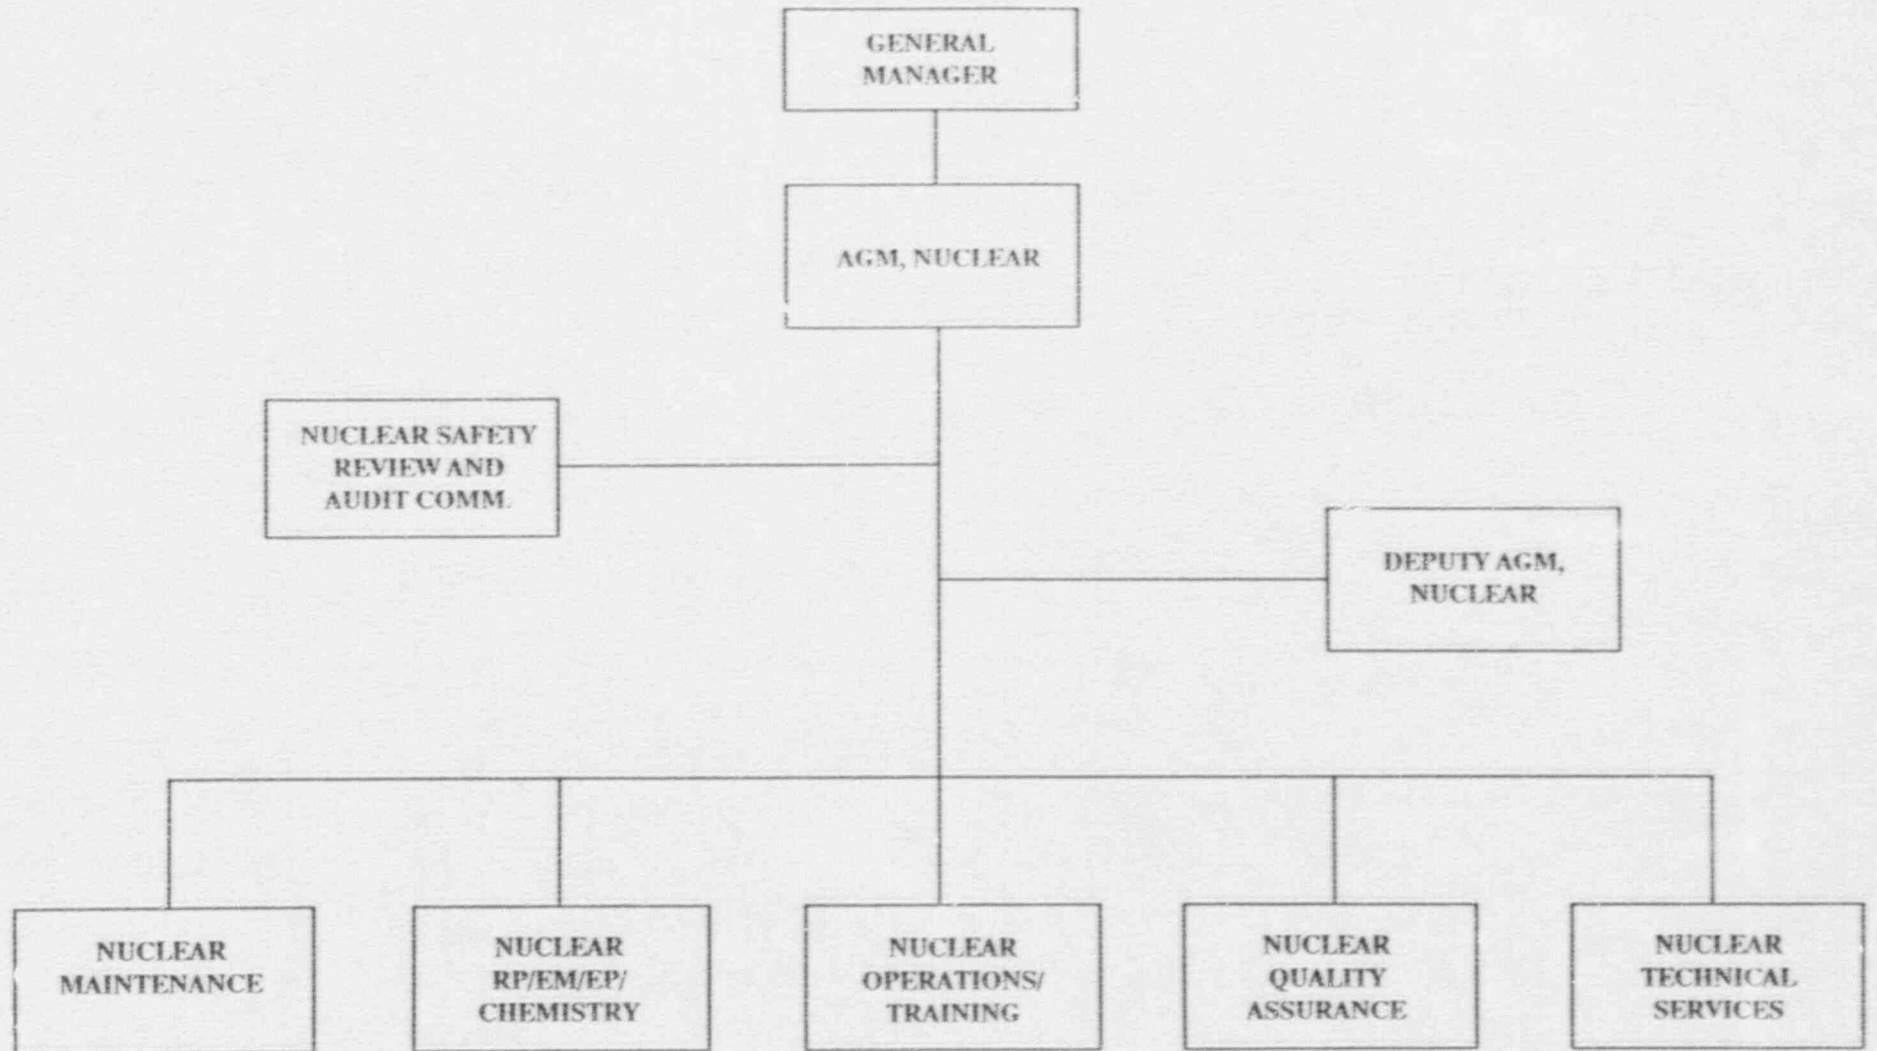 GENERAL
MANAGER
AGM, NUCLEAR
NUCLEAR SAFETY
REVIEW AND
AUDIT COMM.
DEPUTY AGM,
NUCLEAR
NUCLEAR
MAINTENANCE
NUCLEAR
RP/EM/EP/
CHEMISTRY
NUCLEAR
OPERATIONS/
TRAINING
NUCLEAR
QUALITY
ASSURANCE
NUCLEAR
TECHNICAL
SERVICES